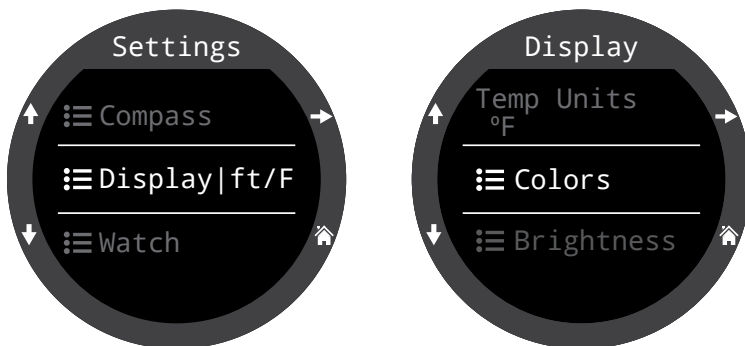 Settings
Compass
Display|ft/F
Watch
Display
Temp Units
ºF
Colors
Brightness